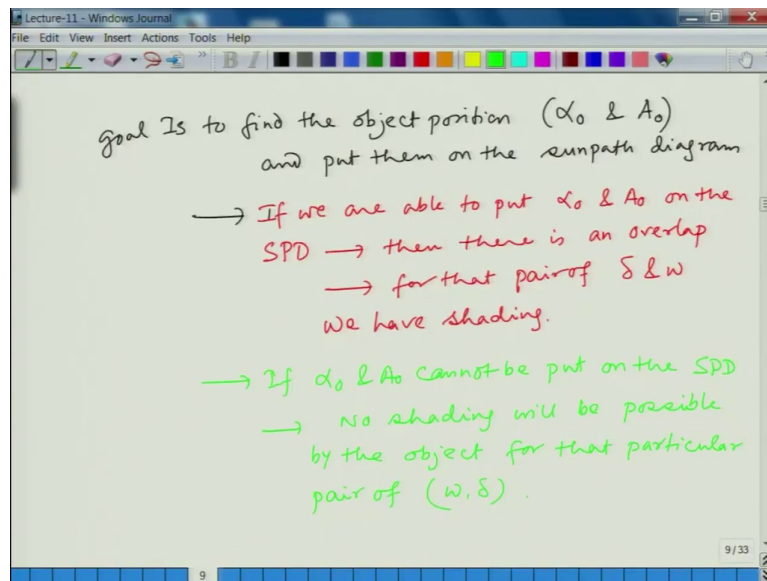 Lecture-11 - Windows Journal
File Edit View Insert Actions Tools Help
goal Is to find the object position (α₀ & A₀)
and put them on the sunpath diagram
→ If we are able to put α₀ & A₀ on the
SPD → then there is an overlap
→ for that pair of δ & ω
we have shading.
→ If α₀ & A₀ cannot be put on the SPD
→ No shading will be possible
by the object for that particular
pair of (ω, δ).
9/33
9